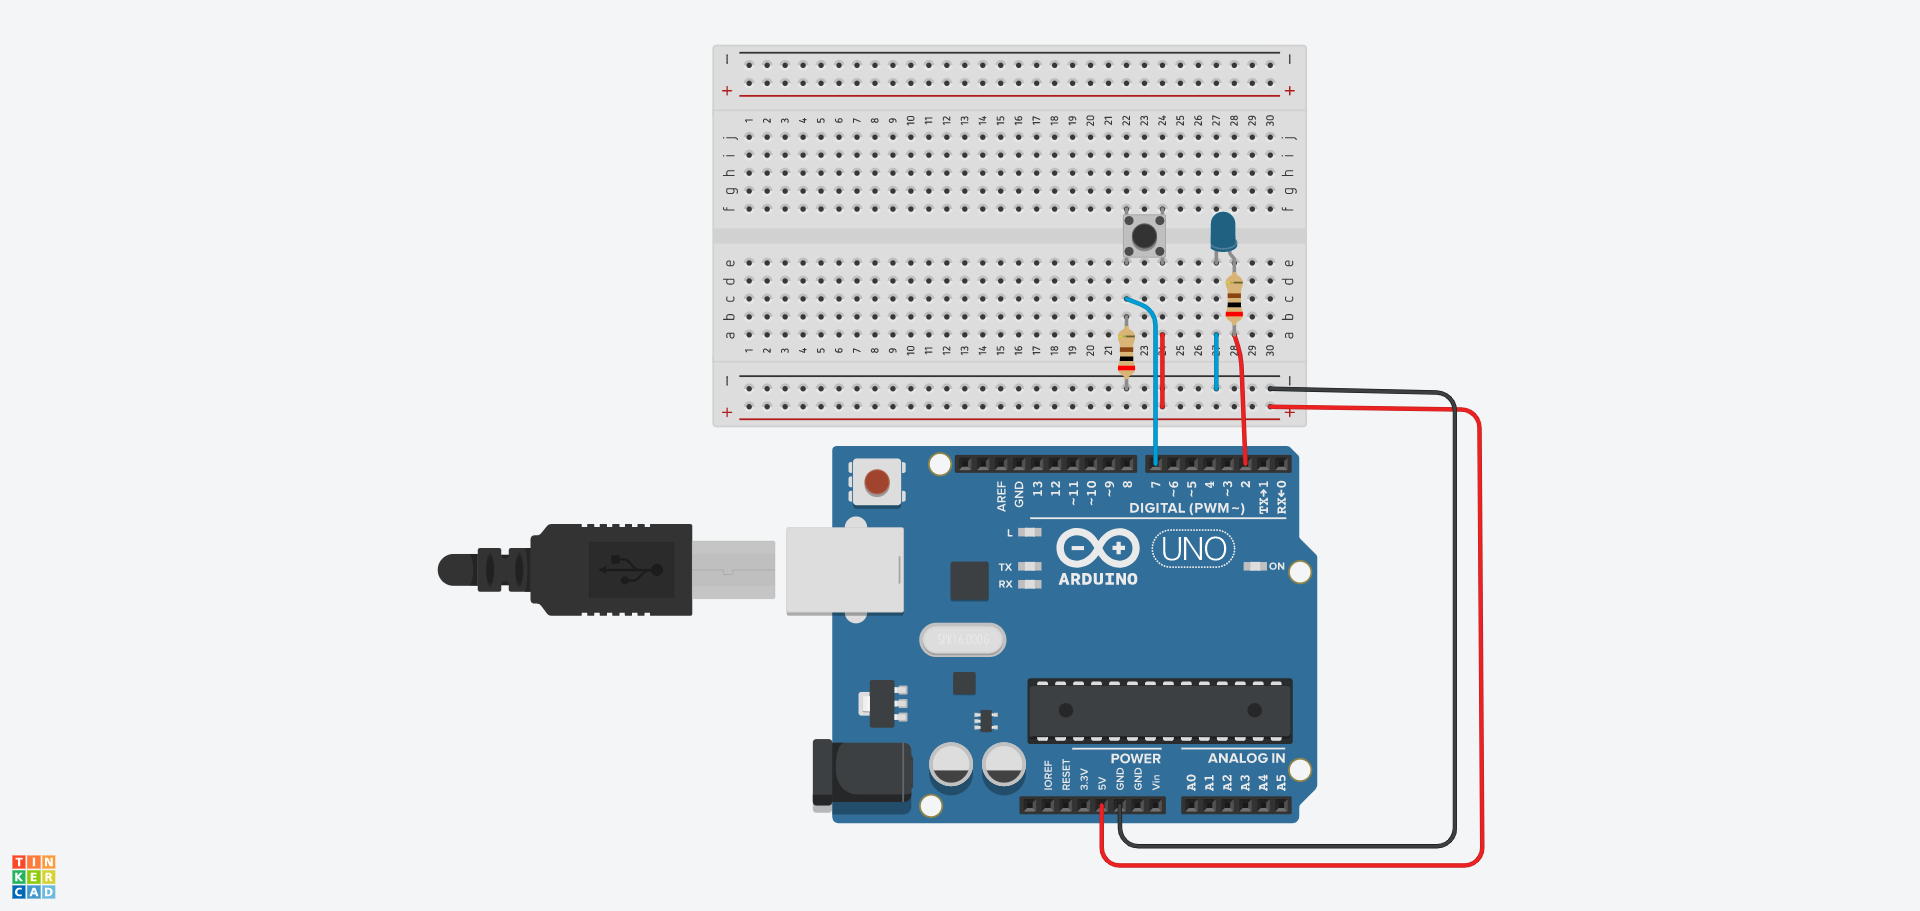 − −
+ +
1 2 3 4 5 6 7 8 9 10 11 12 13 14 15 16 17 18 19 20 21 22 23 24 25 26 27 28 29 30
j j
i i
h h
g g
f f
e e
d d
c c
b b
a a
1 2 3 4 5 6 7 8 9 10 11 12 13 14 15 16 17 18 19 20 21 23 25 26 28 29 30
− −
+ +
AREF GND 13 12 ~11 ~10 ~9 8 7 ~6 ~5 4 ~3 2 TX→1 RX←0
DIGITAL (PWM~)
L
TX
RX
UNO
ARDUINO
ON
SPK16.000G
POWER ANALOG IN
IOREF RESET 3.3V 5V GND GND Vin A0 A1 A2 A3 A4 A5
TIN
KER
CAD